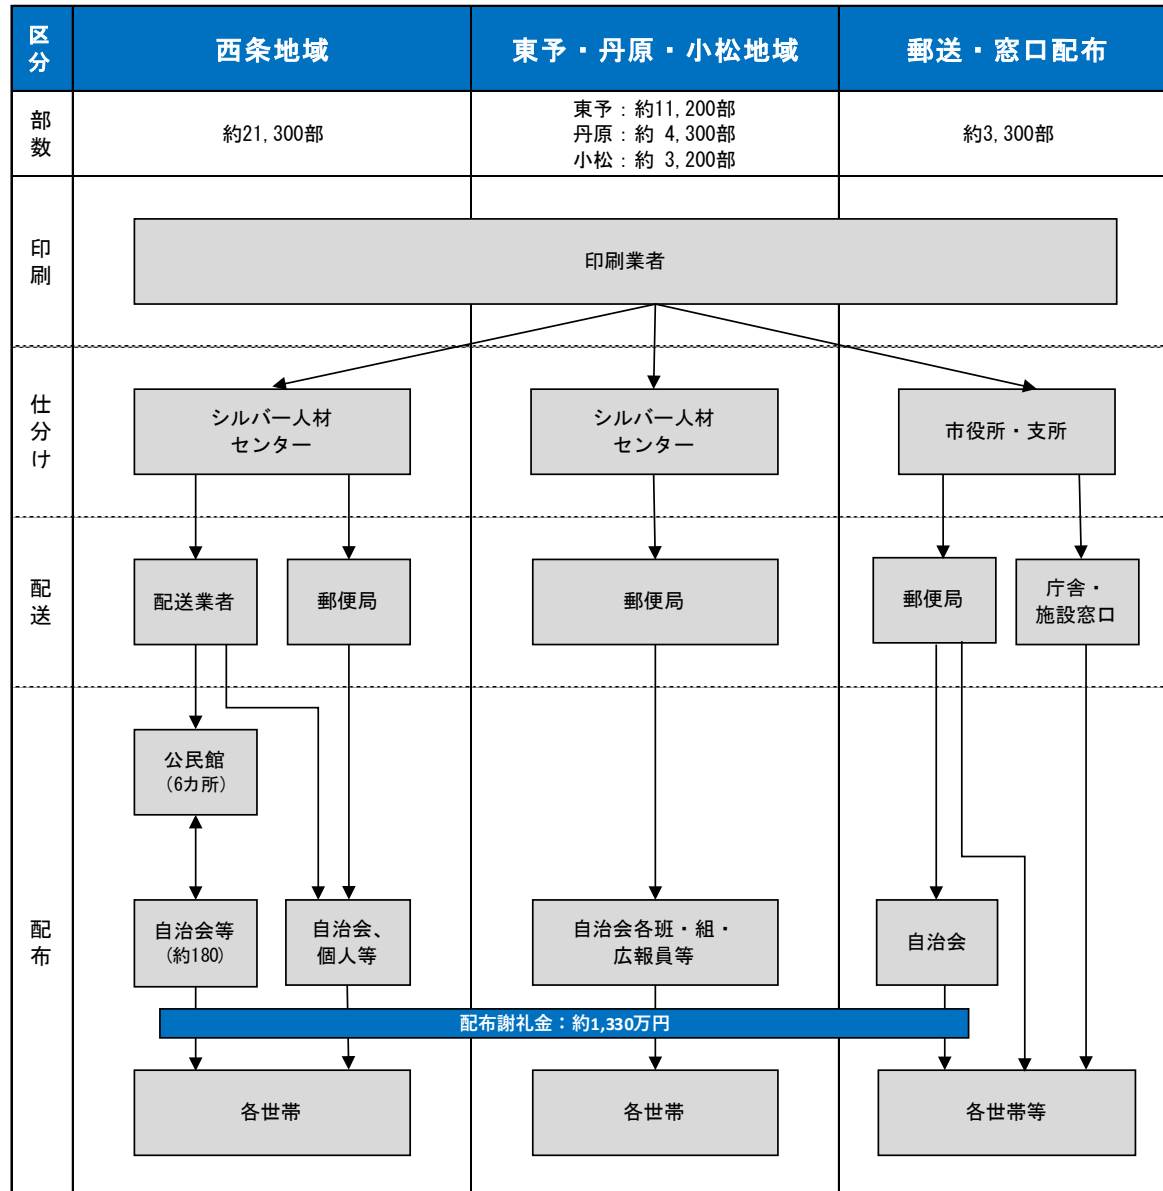 区分
西条地域
東予・丹原・小松地域
郵送・窓口配布
部数
約21,300部
東予：約11,200部
丹原：約 4,300部
小松：約 3,200部
約3,300部
印刷
印刷業者
仕分け
シルバー人材
センター
シルバー人材
センター
市役所・支所
配送
配送業者
郵便局
郵便局
郵便局
庁舎・
施設窓口
配布
公民館
(6カ所)
自治会等
(約180)
自治会、
個人等
自治会各班・組・
広報員等
自治会
配布謝礼金：約1,330万円
各世帯
各世帯
各世帯等